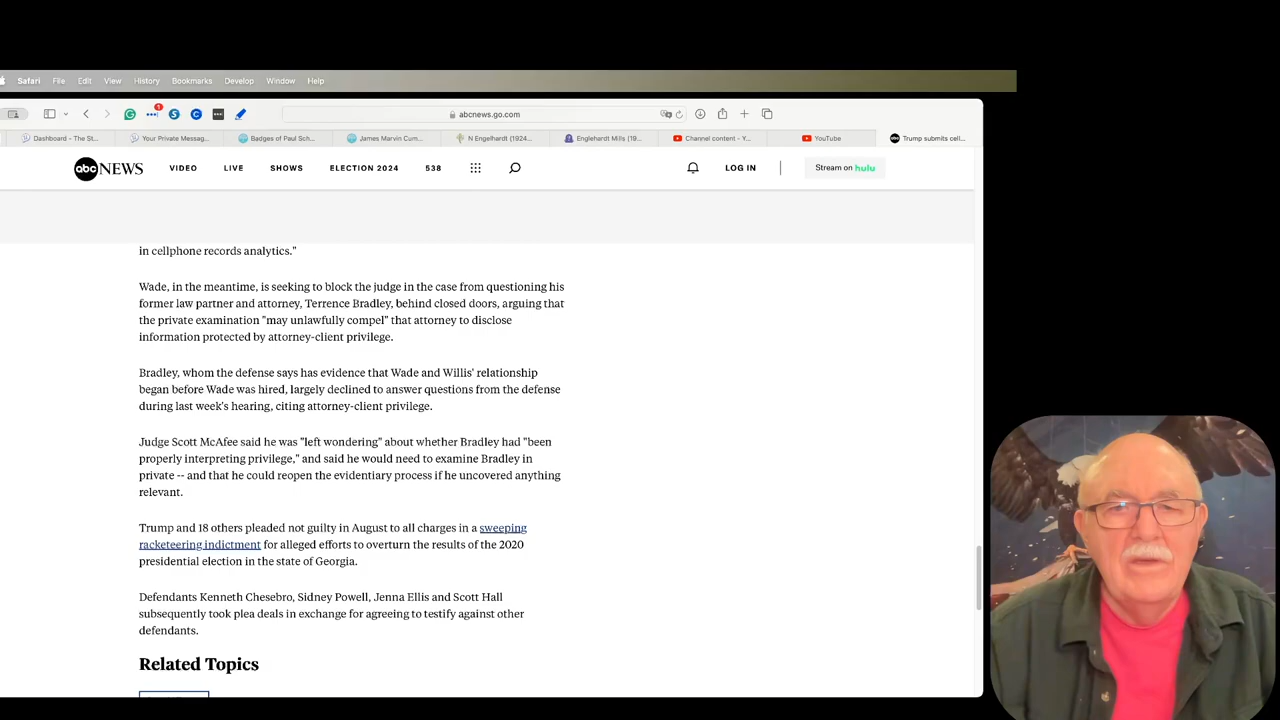 Safari File Edit View History Bookmarks Develop Window Help
1
abcnews.go.com
Dashboard - The St... Your Private Messag... Badges of Paul Sch... James Marvin Cum... N Engelhardt (1924... Englehardt Mills (19... Channel content - Y... YouTube Trump submits cell...
abc NEWS VIDEO LIVE SHOWS ELECTION 2024 538 LOG IN Stream on hulu
in cellphone records analytics."
Wade, in the meantime, is seeking to block the judge in the case from questioning his
former law partner and attorney, Terrence Bradley, behind closed doors, arguing that
the private examination "may unlawfully compel" that attorney to disclose
information protected by attorney-client privilege.
Bradley, whom the defense says has evidence that Wade and Willis' relationship
began before Wade was hired, largely declined to answer questions from the defense
during last week's hearing, citing attorney-client privilege.
Judge Scott McAfee said he was "left wondering" about whether Bradley had "been
properly interpreting privilege," and said he would need to examine Bradley in
private -- and that he could reopen the evidentiary process if he uncovered anything
relevant.
Trump and 18 others pleaded not guilty in August to all charges in a sweeping
racketeering indictment for alleged efforts to overturn the results of the 2020
presidential election in the state of Georgia.
Defendants Kenneth Chesebro, Sidney Powell, Jenna Ellis and Scott Hall
subsequently took plea deals in exchange for agreeing to testify against other
defendants.
Related Topics